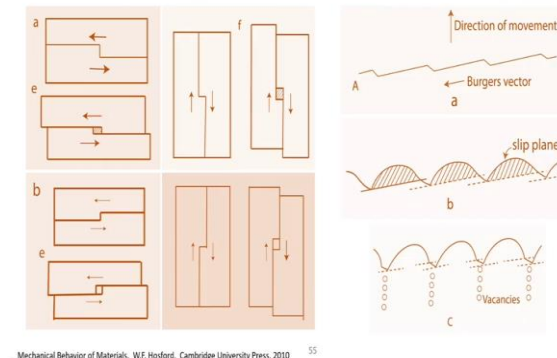 a
f
e
b
e
Direction of movement
A
Burgers vector
a
slip plane
b
Vacancies
c
Mechanical Behavior of Materials, W.F. Hosford, Cambridge University Press, 2010
55